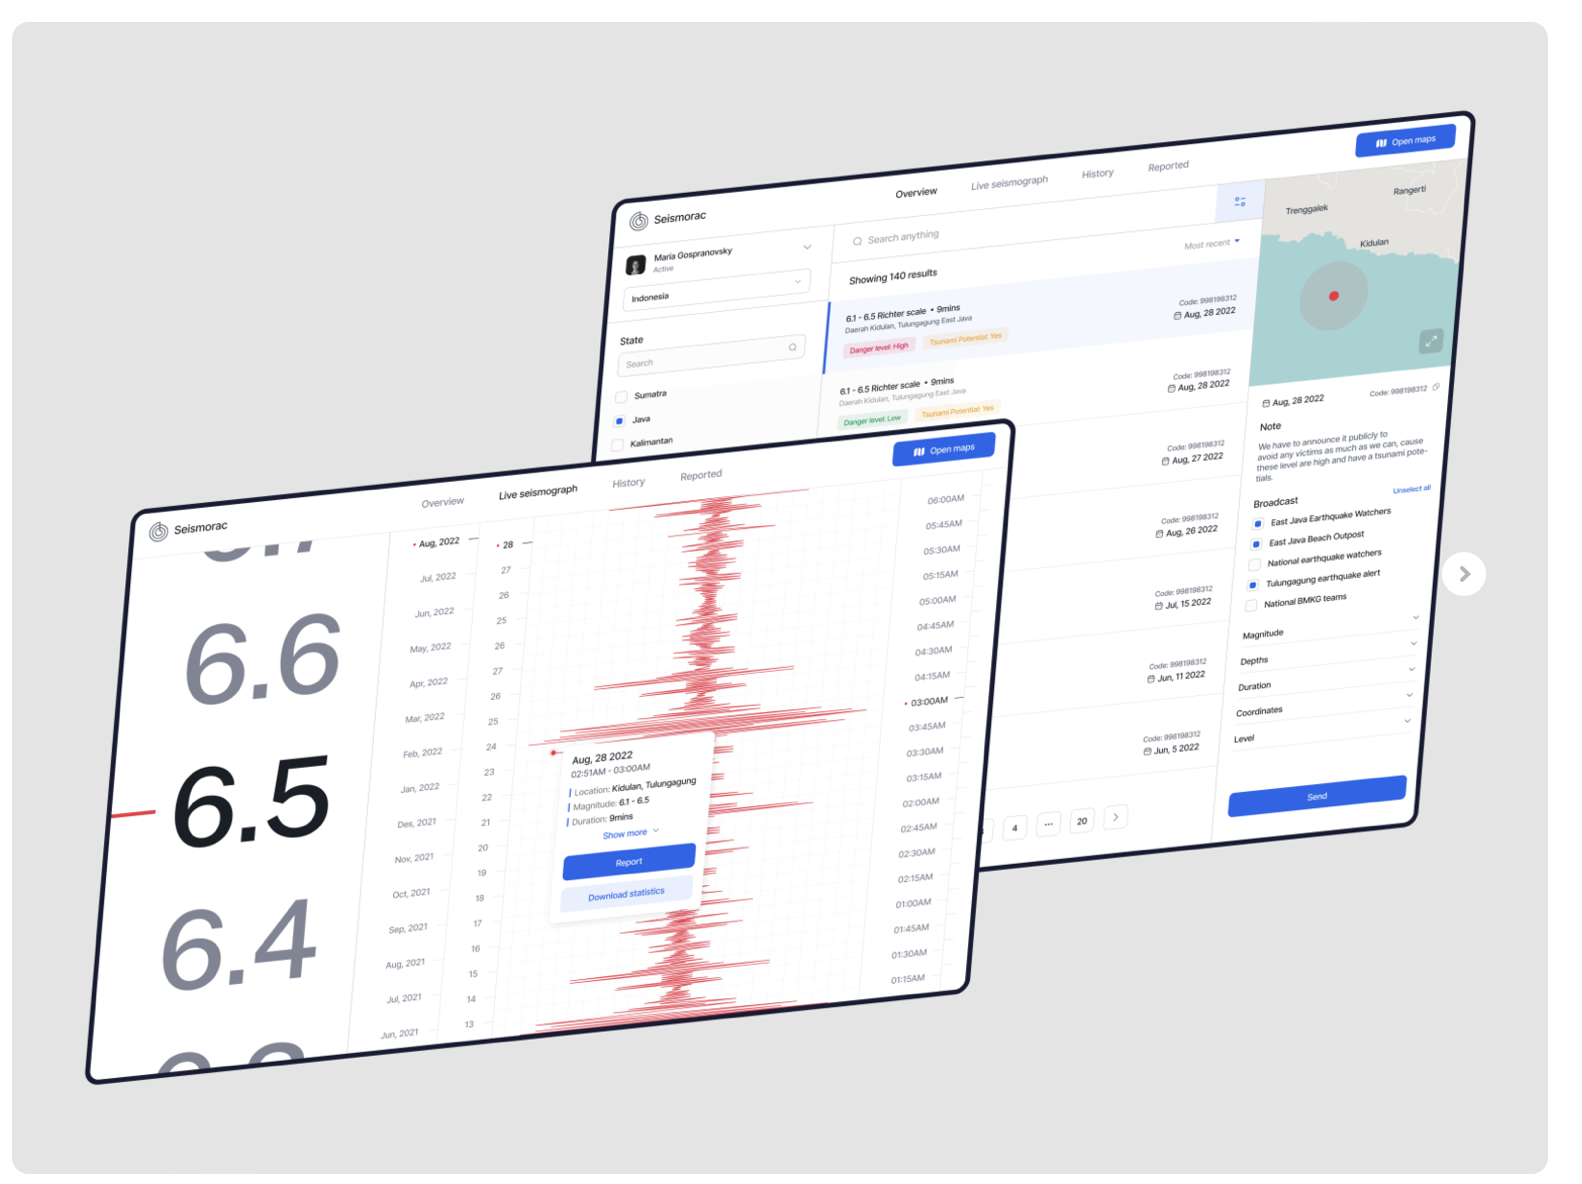 Seismorac
Overview
Live seismograph
History
Reported
Open maps
Maria Gospranovsky
Active
Indonesia
State
Search
Sumatra
Java
Kalimantan
Search anything
Showing 140 results
Most recent
6.1 - 6.5 Richter scale • 9mins
Daerah Kidulan, Tulungagung East Java
Danger level: High
Tsunami Potential: Yes
Code: 998198312
Aug, 28 2022
6.1 - 6.5 Richter scale • 9mins
Daerah Kidulan, Tulungagung East Java
Danger level: Low
Tsunami Potential: Yes
Code: 998198312
Aug, 28 2022
Code: 998198312
Aug, 27 2022
Code: 998198312
Aug, 26 2022
Code: 998198312
Jul, 15 2022
Code: 998198312
Jun, 11 2022
Code: 998198312
Jun, 5 2022
4
...
20
Trenggalek
Rangerti
Kidulan
Aug, 28 2022
Code: 998198312
Note
We have to announce it publicly to
avoid any victims as much as we can, cause
these level are high and have a tsunami pote-
tials.
Broadcast
Unselect all
East Java Earthquake Watchers
East Java Beach Outpost
National earthquake watchers
Tulungagung earthquake alert
National BMKG teams
Magnitude
Depths
Duration
Coordinates
Level
Send
Seismorac
Overview
Live seismograph
History
Reported
Open maps
6.6
6.5
6.4
Aug, 2022
Jul, 2022
Jun, 2022
May, 2022
Apr, 2022
Mar, 2022
Feb, 2022
Jan, 2022
Des, 2021
Nov, 2021
Oct, 2021
Sep, 2021
Aug, 2021
Jul, 2021
Jun, 2021
28
27
26
25
26
27
26
25
24
23
22
21
20
19
18
17
16
15
14
13
Aug, 28 2022
02:51AM - 03:00AM
Location: Kidulan, Tulungagung
Magnitude: 6.1 - 6.5
Duration: 9mins
Show more
Report
Download statistics
06:00AM
05:45AM
05:30AM
05:15AM
05:00AM
04:45AM
04:30AM
04:15AM
03:00AM
03:45AM
03:30AM
03:15AM
02:00AM
02:45AM
02:30AM
02:15AM
01:00AM
01:45AM
01:30AM
01:15AM